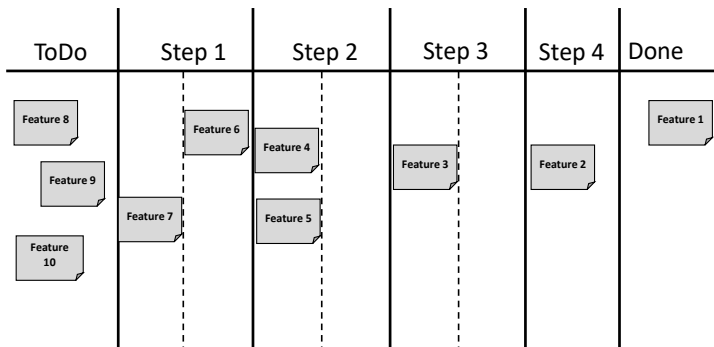 ToDo
Step 1
Step 2
Step 3
Step 4
Done
Feature 8
Feature 6
Feature 1
Feature 4
Feature 3
Feature 2
Feature 9
Feature 7
Feature 5
Feature
10